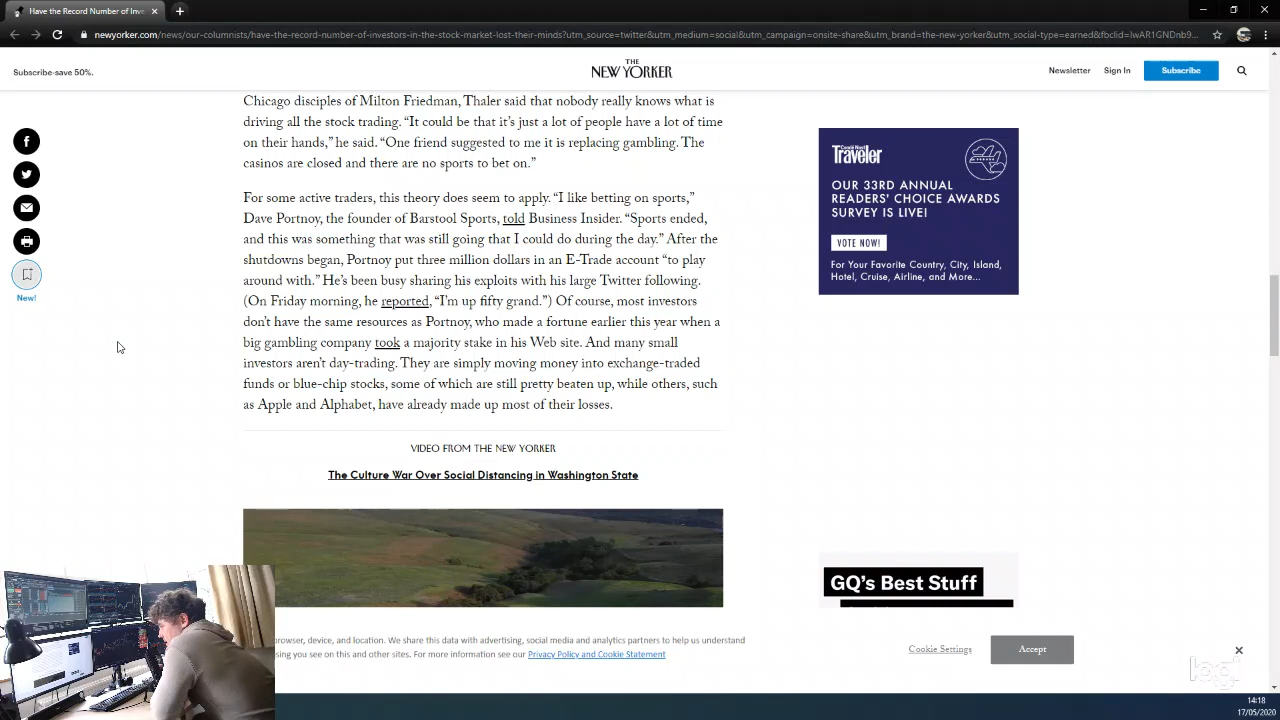 Have the Record Number of Inve
newyorker.com/news/our-columnists/have-the-record-number-of-investors-in-the-stock-market-lost-their-minds?utm_source=twitter&utm_medium=social&utm_campaign=onsite-share&utm_brand=the-new-yorker&utm_social-type=earned&fbclid=IwAR1GNDnb9...
Subscribe-save 50%.
THE
NEW YORKER
Newsletter
Sign In
Subscribe
Chicago disciples of Milton Friedman, Thaler said that nobody really knows what is
driving all the stock trading. “It could be that it’s just a lot of people have a lot of time
on their hands,” he said. “One friend suggested to me it is replacing gambling. The
casinos are closed and there are no sports to bet on.”
For some active traders, this theory does seem to apply. “I like betting on sports,”
Dave Portnoy, the founder of Barstool Sports, told Business Insider. “Sports ended,
and this was something that was still going that I could do during the day.” After the
shutdowns began, Portnoy put three million dollars in an E-Trade account “to play
around with.” He’s been busy sharing his exploits with his large Twitter following.
(On Friday morning, he reported, “I’m up fifty grand.”) Of course, most investors
don’t have the same resources as Portnoy, who made a fortune earlier this year when a
big gambling company took a majority stake in his Web site. And many small
investors aren’t day-trading. They are simply moving money into exchange-traded
funds or blue-chip stocks, some of which are still pretty beaten up, while others, such
as Apple and Alphabet, have already made up most of their losses.
New!
VIDEO FROM THE NEW YORKER
The Culture War Over Social Distancing in Washington State
Condé Nast
Traveler
OUR 33RD ANNUAL
READERS’ CHOICE AWARDS
SURVEY IS LIVE!
VOTE NOW!
For Your Favorite Country, City, Island,
Hotel, Cruise, Airline, and More...
GQ’s Best Stuff
browser, device, and location. We share this data with advertising, social media and analytics partners to help us understand
sing you see on this and other sites. For more information see our Privacy Policy and Cookie Statement
Cookie Settings
Accept
14:18
17/05/2020